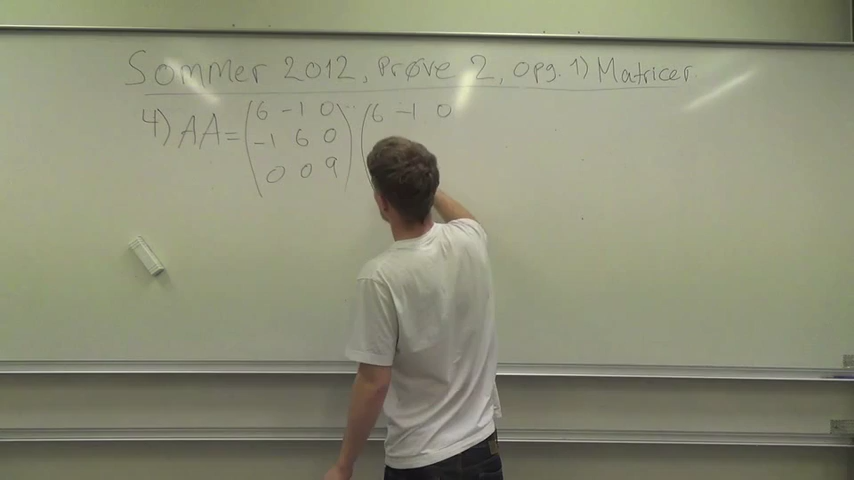 Sommer 2012, Prøve 2, opg. 1) Matricer
4) AA = (6 -1 0) (6 -1 0
-1 6 0
0 0 9